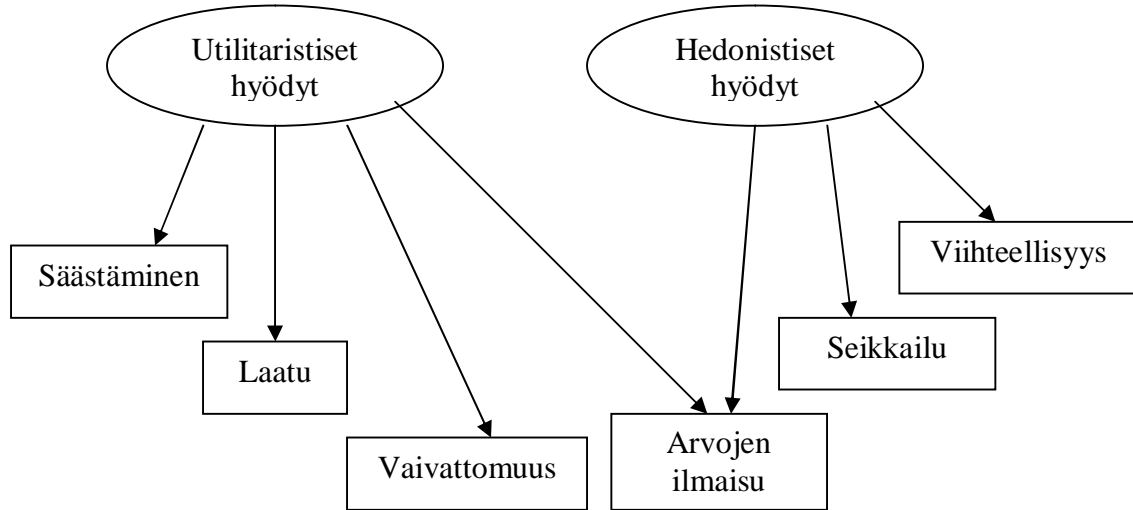 Utilitaristiset
hyödyt
Hedonistiset
hyödyt
Säästäminen
Laatu
Vaivattomuus
Arvojen
ilmaisu
Seikkailu
Viihteellisyys